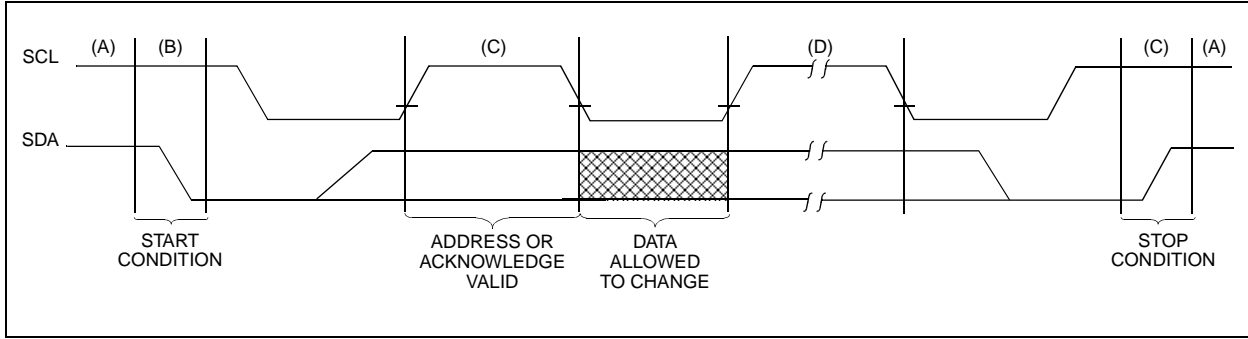 (A) (B) (C) (D) (C) (A)
SCL
SDA
START
CONDITION
ADDRESS OR
ACKNOWLEDGE
VALID
DATA
ALLOWED
TO CHANGE
STOP
CONDITION